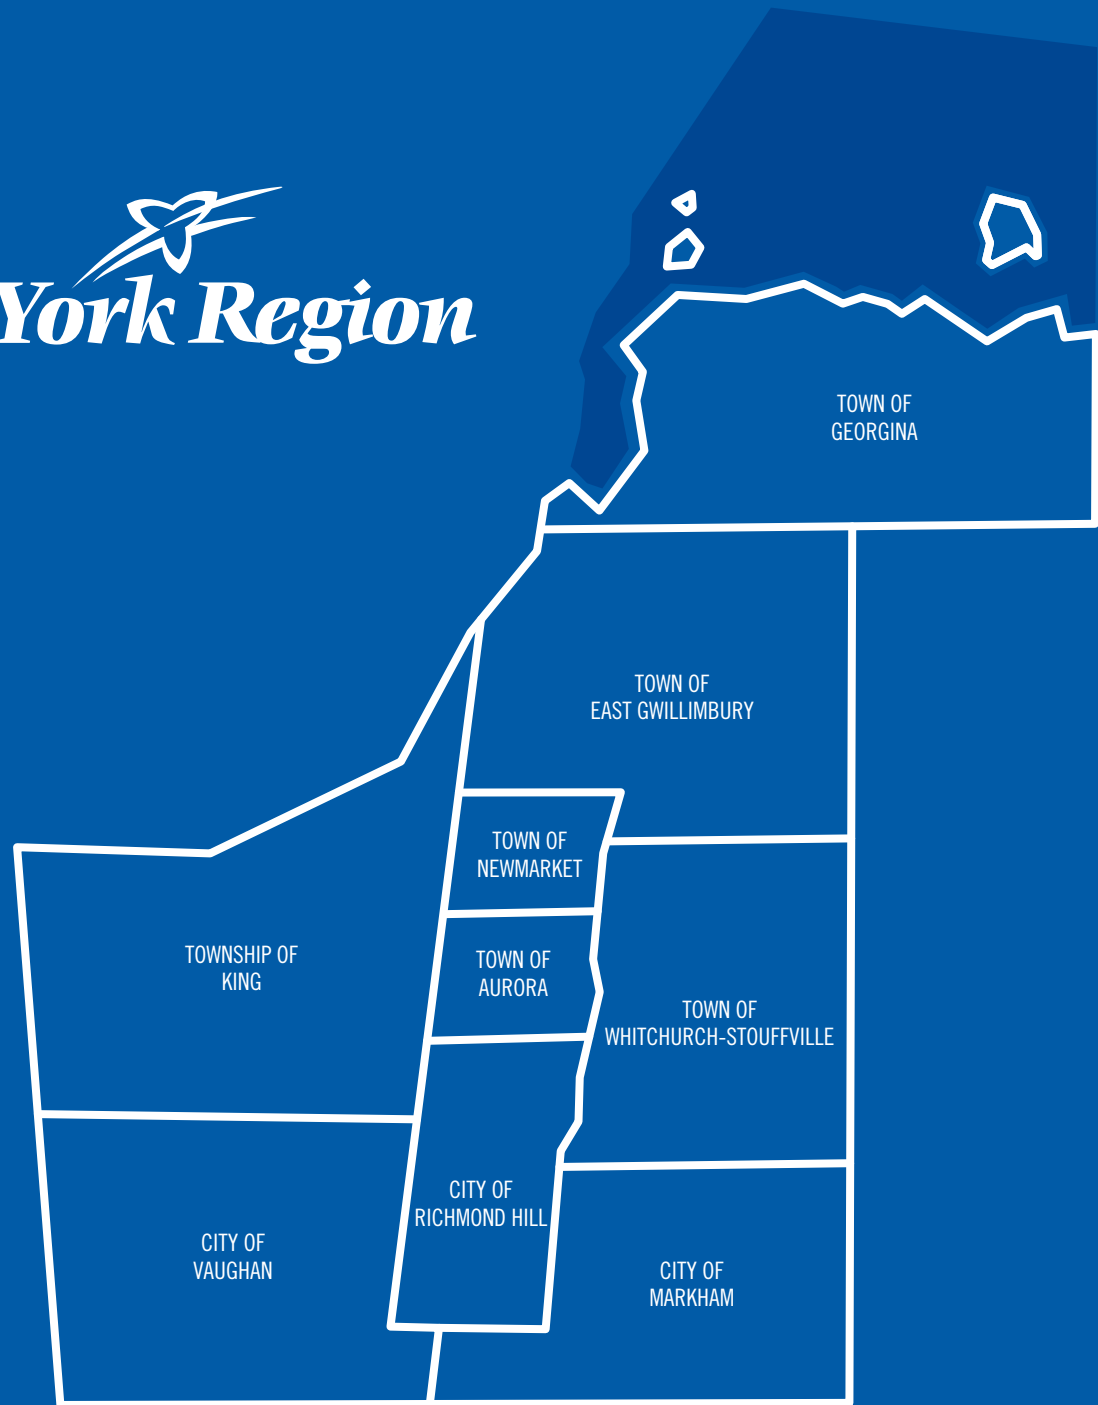 York Region
TOWN OF
GEORGINA
TOWN OF
EAST GWILLIMBURY
TOWN OF
NEWMARKET
TOWNSHIP OF
KING
TOWN OF
AURORA
TOWN OF
WHITCHURCH-STOUFFVILLE
CITY OF
RICHMOND HILL
CITY OF
VAUGHAN
CITY OF
MARKHAM